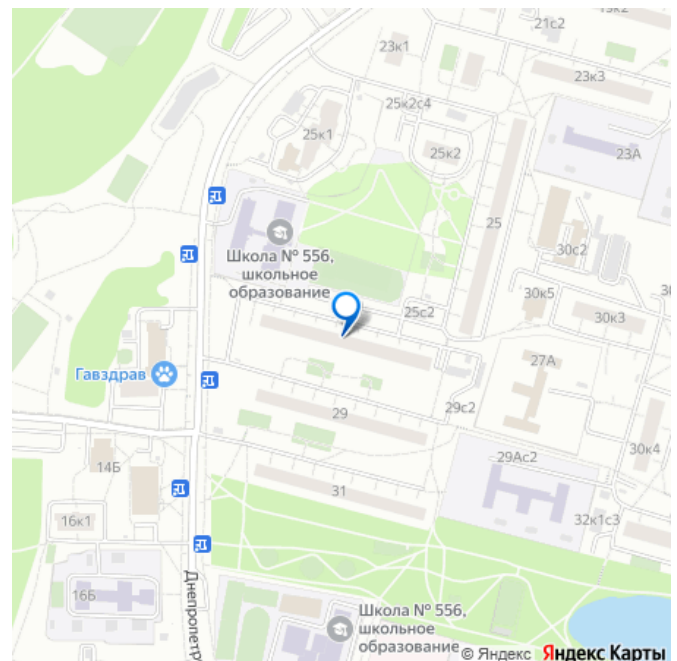 21с2
23к1
23к3
25к2с4
25к1
25к2
23А
25
Школа № 556,
школьное
образование
30с2
30к5
25с2
30к3
27А
Гавздрав
29с2
29
30к4
14Б
29Ас2
31
16к1
32к1с3
16Б
Днепропетр
Школа № 556,
школьное
образование
© Яндекс Яндекс Карты